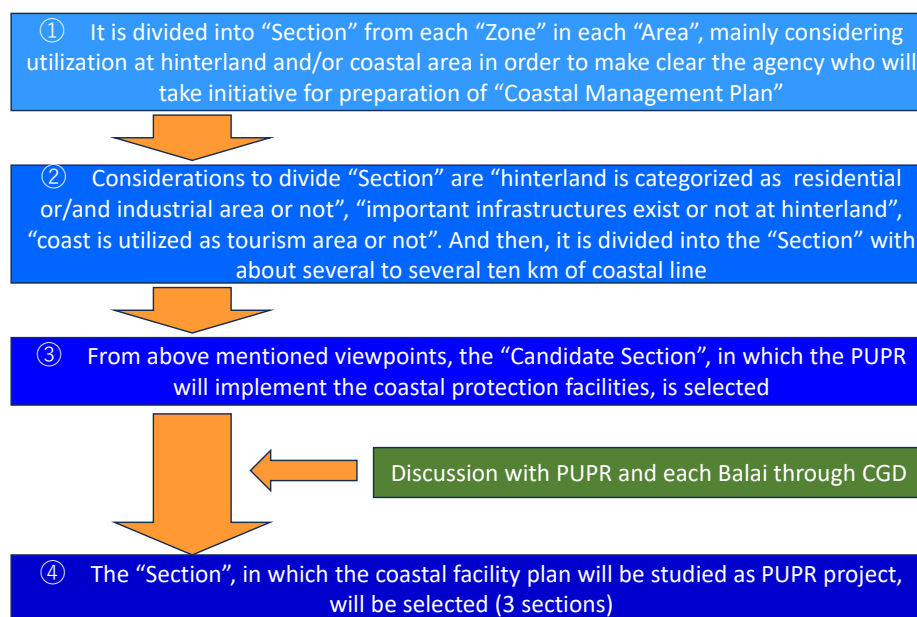 ① It is divided into “Section” from each “Zone” in each “Area”, mainly considering
utilization at hinterland and/or coastal area in order to make clear the agency who will
take initiative for preparation of “Coastal Management Plan”
② Considerations to divide “Section” are “hinterland is categorized as residential
or/and industrial area or not”, “important infrastructures exist or not at hinterland”,
“coast is utilized as tourism area or not”. And then, it is divided into the “Section” with
about several to several ten km of coastal line
③ From above mentioned viewpoints, the “Candidate Section”, in which the PUPR
will implement the coastal protection facilities, is selected
Discussion with PUPR and each Balai through CGD
④ The “Section”, in which the coastal facility plan will be studied as PUPR project,
will be selected (3 sections)